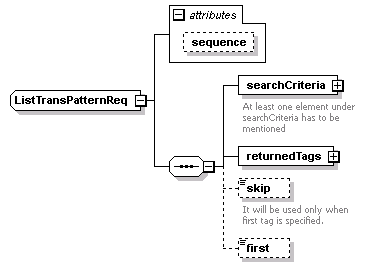 attributes
sequence
ListTransPatternReq
searchCriteria
At least one element under
searchCriteria has to be
mentioned
returnedTags
skip
It will be used only when
first tag is specified.
first